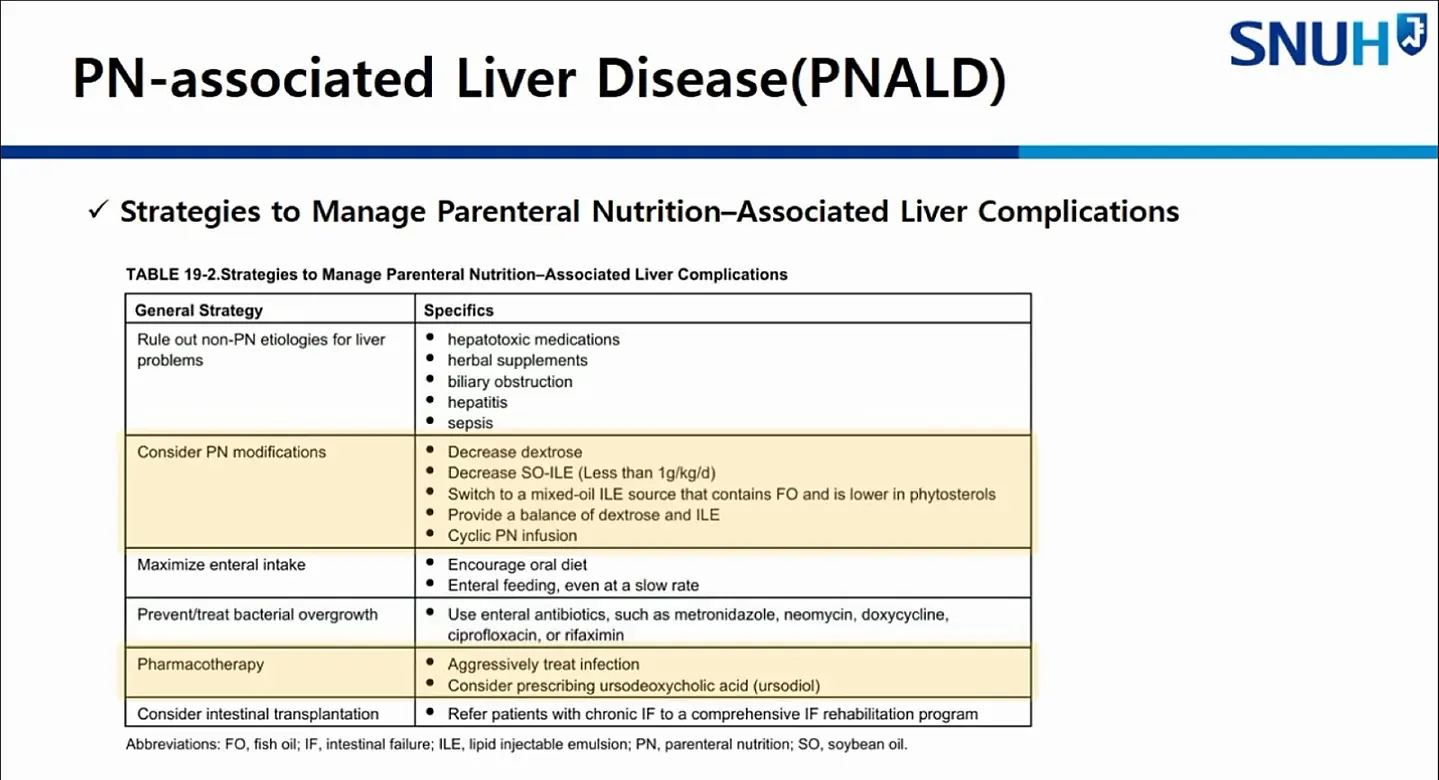 SNUH
PN-associated Liver Disease(PNALD)
✓ Strategies to Manage Parenteral Nutrition–Associated Liver Complications
TABLE 19-2.Strategies to Manage Parenteral Nutrition–Associated Liver Complications
General Strategy
Specifics
Rule out non-PN etiologies for liver
problems
• hepatotoxic medications
• herbal supplements
• biliary obstruction
• hepatitis
• sepsis
Consider PN modifications
• Decrease dextrose
• Decrease SO-ILE (Less than 1g/kg/d)
• Switch to a mixed-oil ILE source that contains FO and is lower in phytosterols
• Provide a balance of dextrose and ILE
• Cyclic PN infusion
Maximize enteral intake
• Encourage oral diet
• Enteral feeding, even at a slow rate
Prevent/treat bacterial overgrowth
• Use enteral antibiotics, such as metronidazole, neomycin, doxycycline,
ciprofloxacin, or rifaximin
Pharmacotherapy
• Aggressively treat infection
• Consider prescribing ursodeoxycholic acid (ursodiol)
Consider intestinal transplantation
• Refer patients with chronic IF to a comprehensive IF rehabilitation program
Abbreviations: FO, fish oil; IF, intestinal failure; ILE, lipid injectable emulsion; PN, parenteral nutrition; SO, soybean oil.